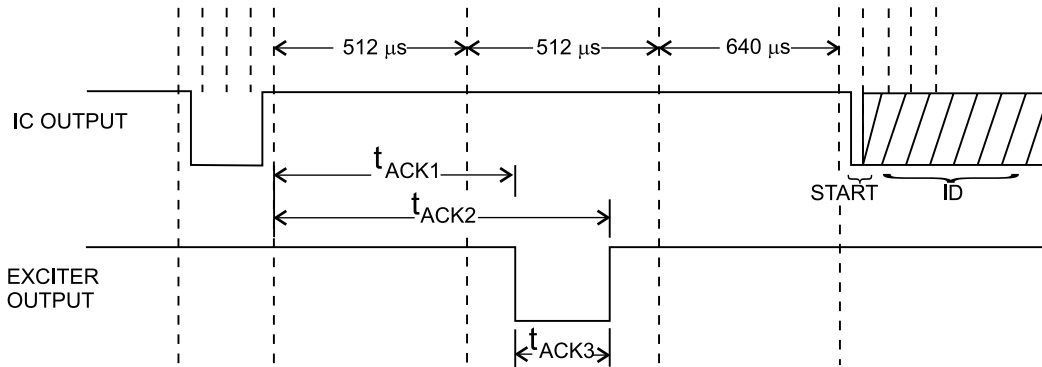 512 μs
512 μs
640 μs
IC OUTPUT
tACK1
START
ID
tACK2
EXCITER
OUTPUT
tACK3